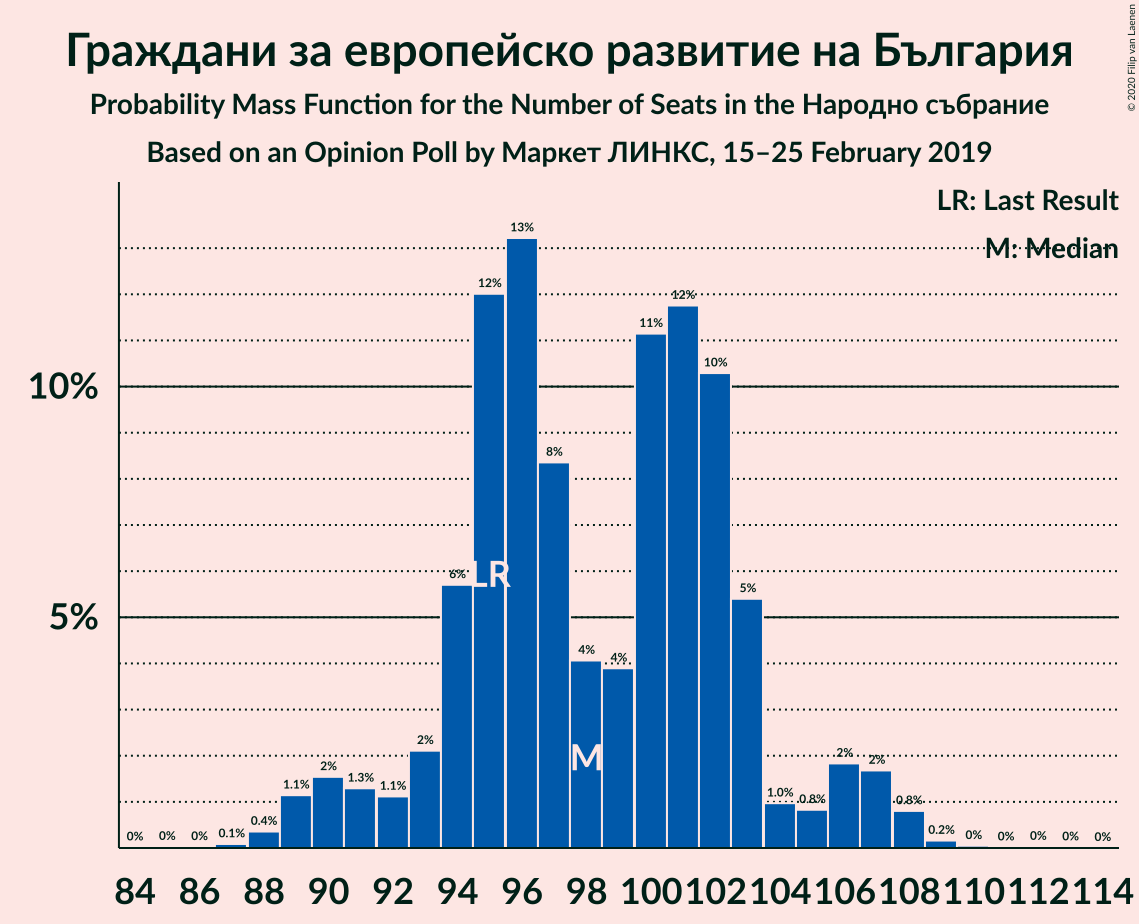 Граждани за европейско развитие на България
Probability Mass Function for the Number of Seats in the Народно събрание
Based on an Opinion Poll by Маркет ЛИНКС, 15–25 February 2019
© 2020 Filip van Laenen
LR: Last Result
M: Median
10%
5%
0% 0% 0% 0.1% 0.4% 1.1% 2% 1.3% 1.1% 2% 6% 12% 13% 8% 4% 4% 11% 12% 10% 5% 1.0% 0.8% 2% 2% 0.8% 0.2% 0% 0% 0% 0% 0%
LR
M
84 86 88 90 92 94 96 98 100 102 104 106 108 110 112 114